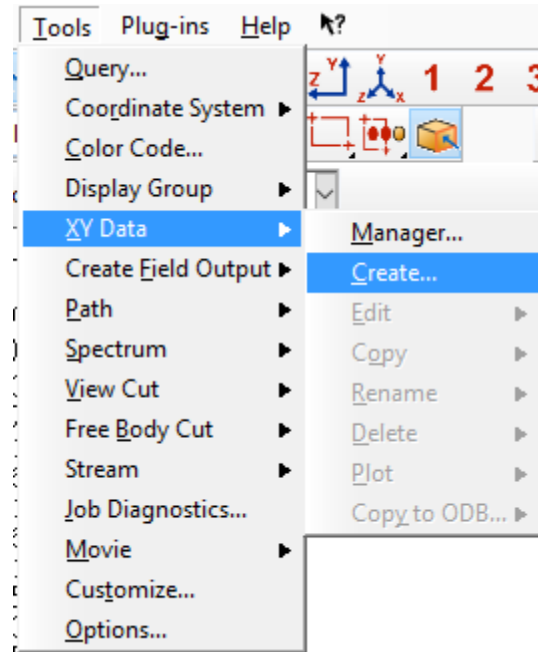 Tools Plug-ins Help ?
Query...
Z Y Y Z X 1 2 3
Coordinate System
Color Code...
Display Group
XY Data
Manager...
Create Field Output
Create...
Path
Edit
Spectrum
Copy
View Cut
Rename
Free Body Cut
Delete
Stream
Plot
Job Diagnostics...
Copy to ODB...
Movie
Customize...
Options...